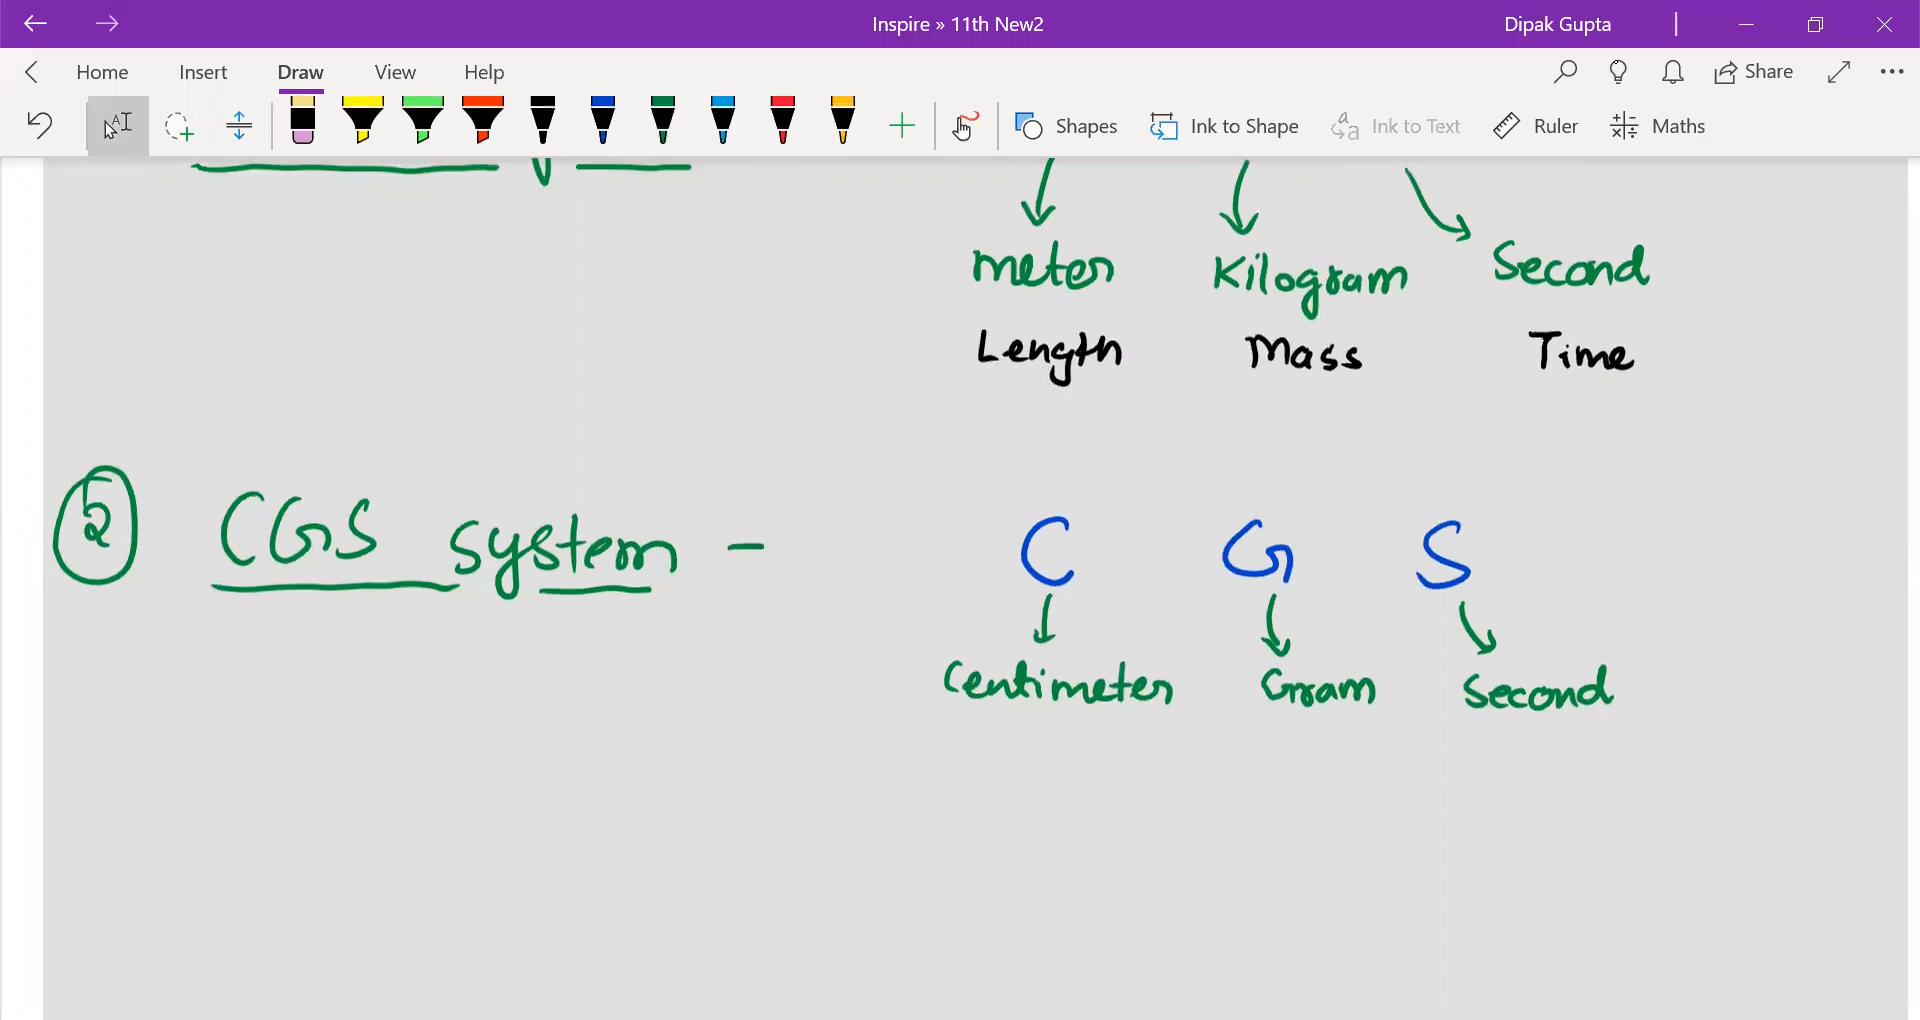 Inspire » 11th New2
Dipak Gupta
Home Insert Draw View Help
Share
Shapes Ink to Shape Ink to Text Ruler Maths
meter Kilogram Second
Length Mass Time
2 CGS system - C G S
Centimeter Gram Second